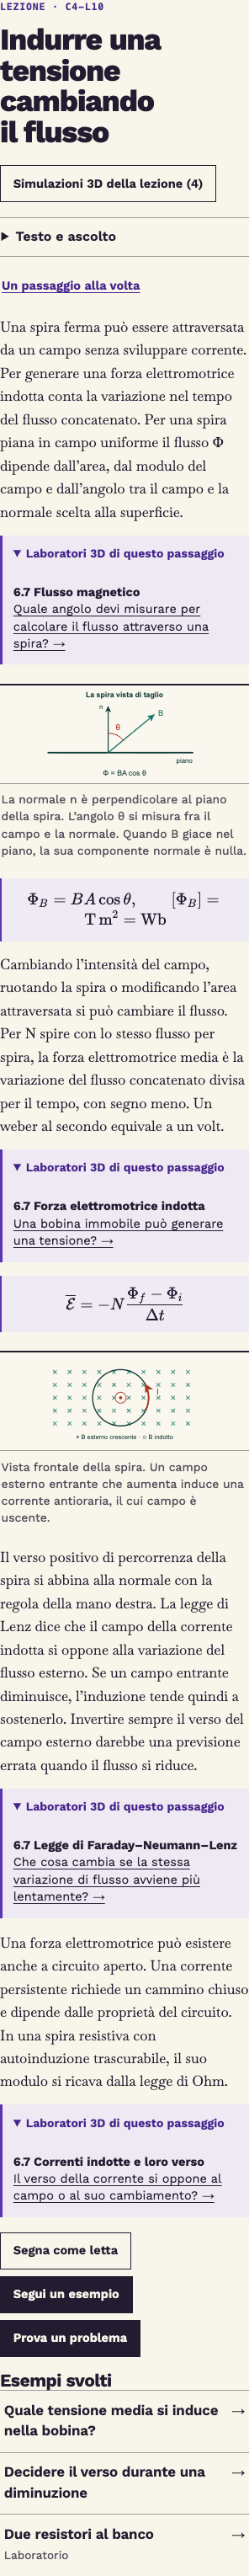 LEZIONE · C4–L10
Indurre una
tensione
cambiando
il flusso
Simulazioni 3D della lezione (4)
▶ Testo e ascolto
Un passaggio alla volta
Una spira ferma può essere attraversata
da un campo senza sviluppare corrente.
Per generare una forza elettromotrice
indotta conta la variazione nel tempo
del flusso concatenato. Per una spira
piana in campo uniforme il flusso Φ
dipende dall'area, dal modulo del
campo e dall'angolo tra il campo e la
normale scelta alla superficie.
▼ Laboratori 3D di questo passaggio
6.7 Flusso magnetico
Quale angolo devi misurare per
calcolare il flusso attraverso una
spira? →
La spira vista di taglio
n
B
θ
piano
Φ = BA cos θ
La normale n è perpendicolare al piano
della spira. L'angolo θ si misura fra il
campo e la normale. Quando B giace nel
piano, la sua componente normale è nulla.
Φ_B = BA cos θ, [Φ_B] =
T m² = Wb
Cambiando l'intensità del campo,
ruotando la spira o modificando l'area
attraversata si può cambiare il flusso.
Per N spire con lo stesso flusso per
spira, la forza elettromotrice media è la
variazione del flusso concatenato divisa
per il tempo, con segno meno. Un
weber al secondo equivale a un volt.
▼ Laboratori 3D di questo passaggio
6.7 Forza elettromotrice indotta
Una bobina immobile può generare
una tensione? →
ℰ̅ = −N (Φ_f − Φ_i) / Δt
I
× B esterno crescente · ⊙ B indotto
Vista frontale della spira. Un campo
esterno entrante che aumenta induce una
corrente antioraria, il cui campo è
uscente.
Il verso positivo di percorrenza della
spira si abbina alla normale con la
regola della mano destra. La legge di
Lenz dice che il campo della corrente
indotta si oppone alla variazione del
flusso esterno. Se un campo entrante
diminuisce, l'induzione tende quindi a
sostenerlo. Invertire sempre il verso del
campo esterno darebbe una previsione
errata quando il flusso si riduce.
▼ Laboratori 3D di questo passaggio
6.7 Legge di Faraday–Neumann–Lenz
Che cosa cambia se la stessa
variazione di flusso avviene più
lentamente? →
Una forza elettromotrice può esistere
anche a circuito aperto. Una corrente
persistente richiede un cammino chiuso
e dipende dalle proprietà del circuito.
In una spira resistiva con
autoinduzione trascurabile, il suo
modulo si ricava dalla legge di Ohm.
▼ Laboratori 3D di questo passaggio
6.7 Correnti indotte e loro verso
Il verso della corrente si oppone al
campo o al suo cambiamento? →
Segna come letta
Segui un esempio
Prova un problema
Esempi svolti
Quale tensione media si induce →
nella bobina?
Decidere il verso durante una →
diminuzione
Due resistori al banco →
Laboratorio